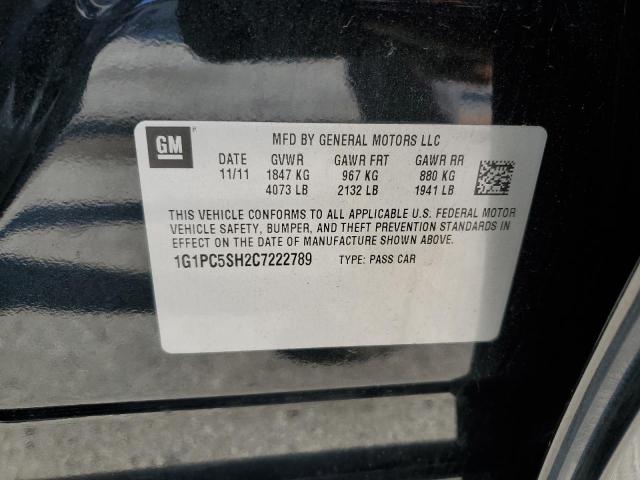 GM
MFD BY GENERAL MOTORS LLC
DATE GVWR GAWR FRT GAWR RR
11/11 1847 KG 967 KG 880 KG
4073 LB 2132 LB 1941 LB
THIS VEHICLE CONFORMS TO ALL APPLICABLE U.S. FEDERAL MOTOR
VEHICLE SAFETY, BUMPER, AND THEFT PREVENTION STANDARDS IN
EFFECT ON THE DATE OF MANUFACTURE SHOWN ABOVE.
1G1PC5SH2C7222789 TYPE: PASS CAR